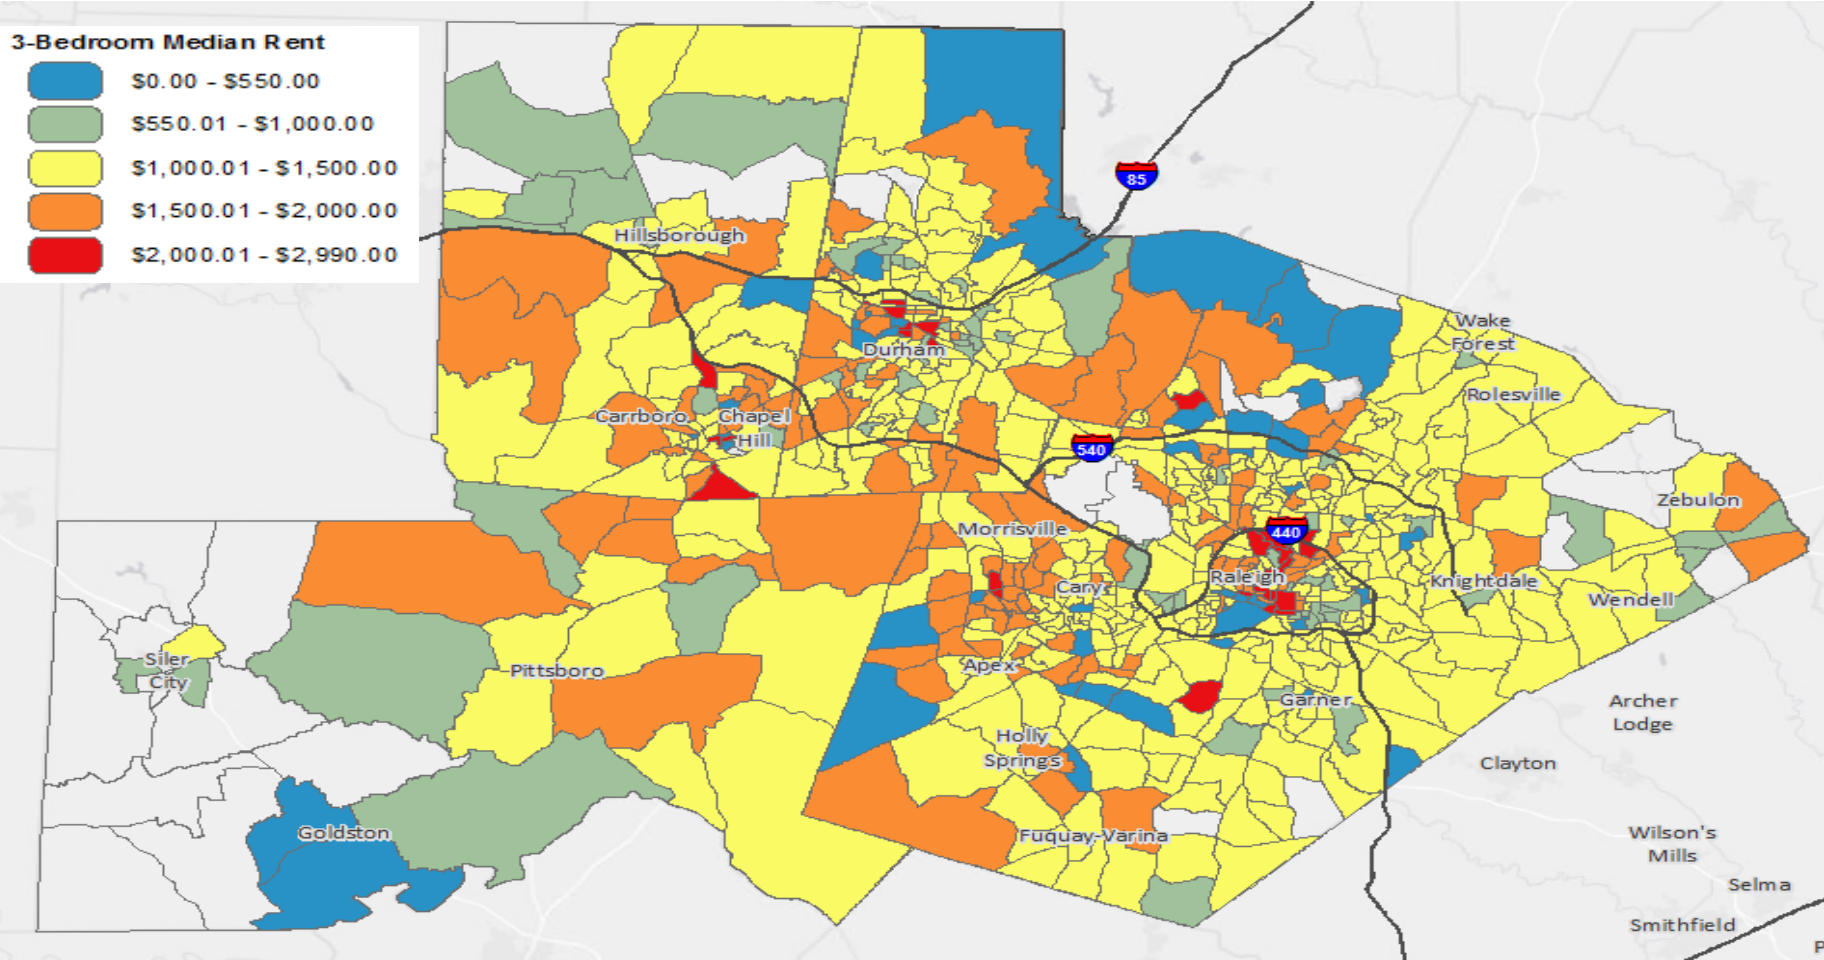 3-Bedroom Median Rent
$0.00 - $550.00
$550.01 - $1,000.00
$1,000.01 - $1,500.00
$1,500.01 - $2,000.00
$2,000.01 - $2,990.00
85
Hillsborough
Wake
Forest
Durham
Rolesville
Carrboro
Chapel
Hill
540
Zebulon
Morrisville
440
Raleigh
Knightdale
Cary
Wendell
Siler
City
Pittsboro
Apex
Garner
Archer
Lodge
Holly
Springs
Clayton
Goldston
Fuquay-Varina
Wilson's
Mills
Selma
Smithfield
P